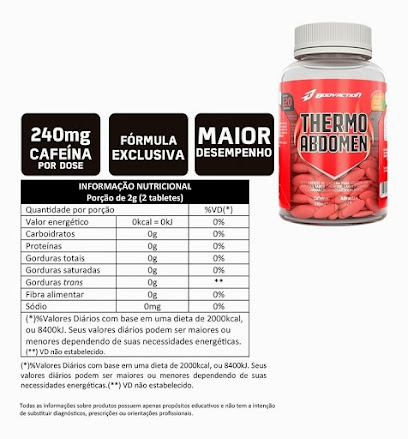 BODYACTION
120
THERMO
ABDOMEN
240mg
CAFEÍNA
POR DOSE
FÓRMULA
EXCLUSIVA
MAIOR
DESEMPENHO
INFORMAÇÃO NUTRICIONAL
Porção de 2g (2 tabletes)
Quantidade por porção %VD(*)
Valor energético 0kcal = 0kJ 0%
Carboidratos 0g 0%
Proteínas 0g 0%
Gorduras totais 0g 0%
Gorduras saturadas 0g 0%
Gorduras trans 0g **
Fibra alimentar 0g 0%
Sódio 0mg 0%
(*)%Valores Diários com base em uma dieta de 2000kcal,
ou 8400kJ. Seus valores diários podem ser maiores ou
menores dependendo de suas necesidades energéticas.
(**) VD não estabelecido.
(*)%Valores Diários com base em uma dieta de 2000kcal, ou 8400kJ. Seus
valores diários podem ser maiores ou menores dependendo de suas
necessidades energéticas.(**) VD não estabelecido.
Todas as informações sobre produtos possuem apenas propósitos educativos e não tem a intenção
de substituir diagnósticos, prescrições ou orientações profissionais.